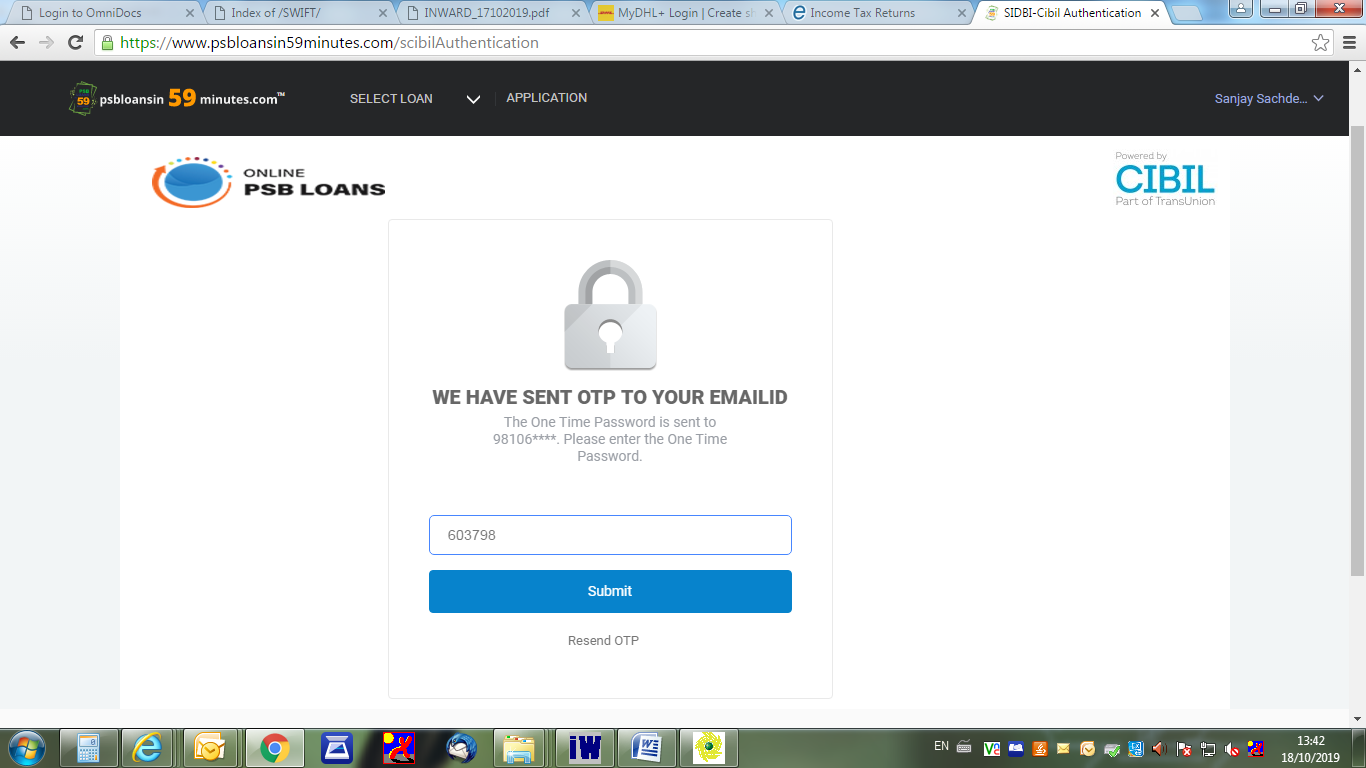 Login to OmniDocs
Index of /SWIFT/
INWARD_17102019.pdf
MyDHL+ Login | Create sh
Income Tax Returns
SIDBI-Cibil Authentication
https://www.psbloansin59minutes.com/scibilAuthentication
PSB 59
psbloansin 59 minutes.com™
SELECT LOAN
APPLICATION
Sanjay Sachde...
ONLINE
PSB LOANS
Powered by
CIBIL
Part of TransUnion
WE HAVE SENT OTP TO YOUR EMAILID
The One Time Password is sent to
98106****. Please enter the One Time
Password.
603798
Submit
Resend OTP
iW
EN
13:42
18/10/2019